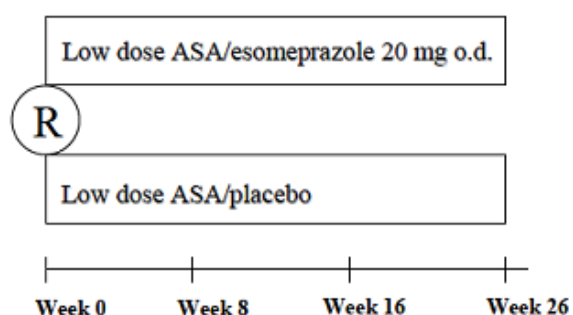 Low dose ASA/esomeprazole 20 mg o.d.
R
Low dose ASA/placebo
Week 0 Week 8 Week 16 Week 26